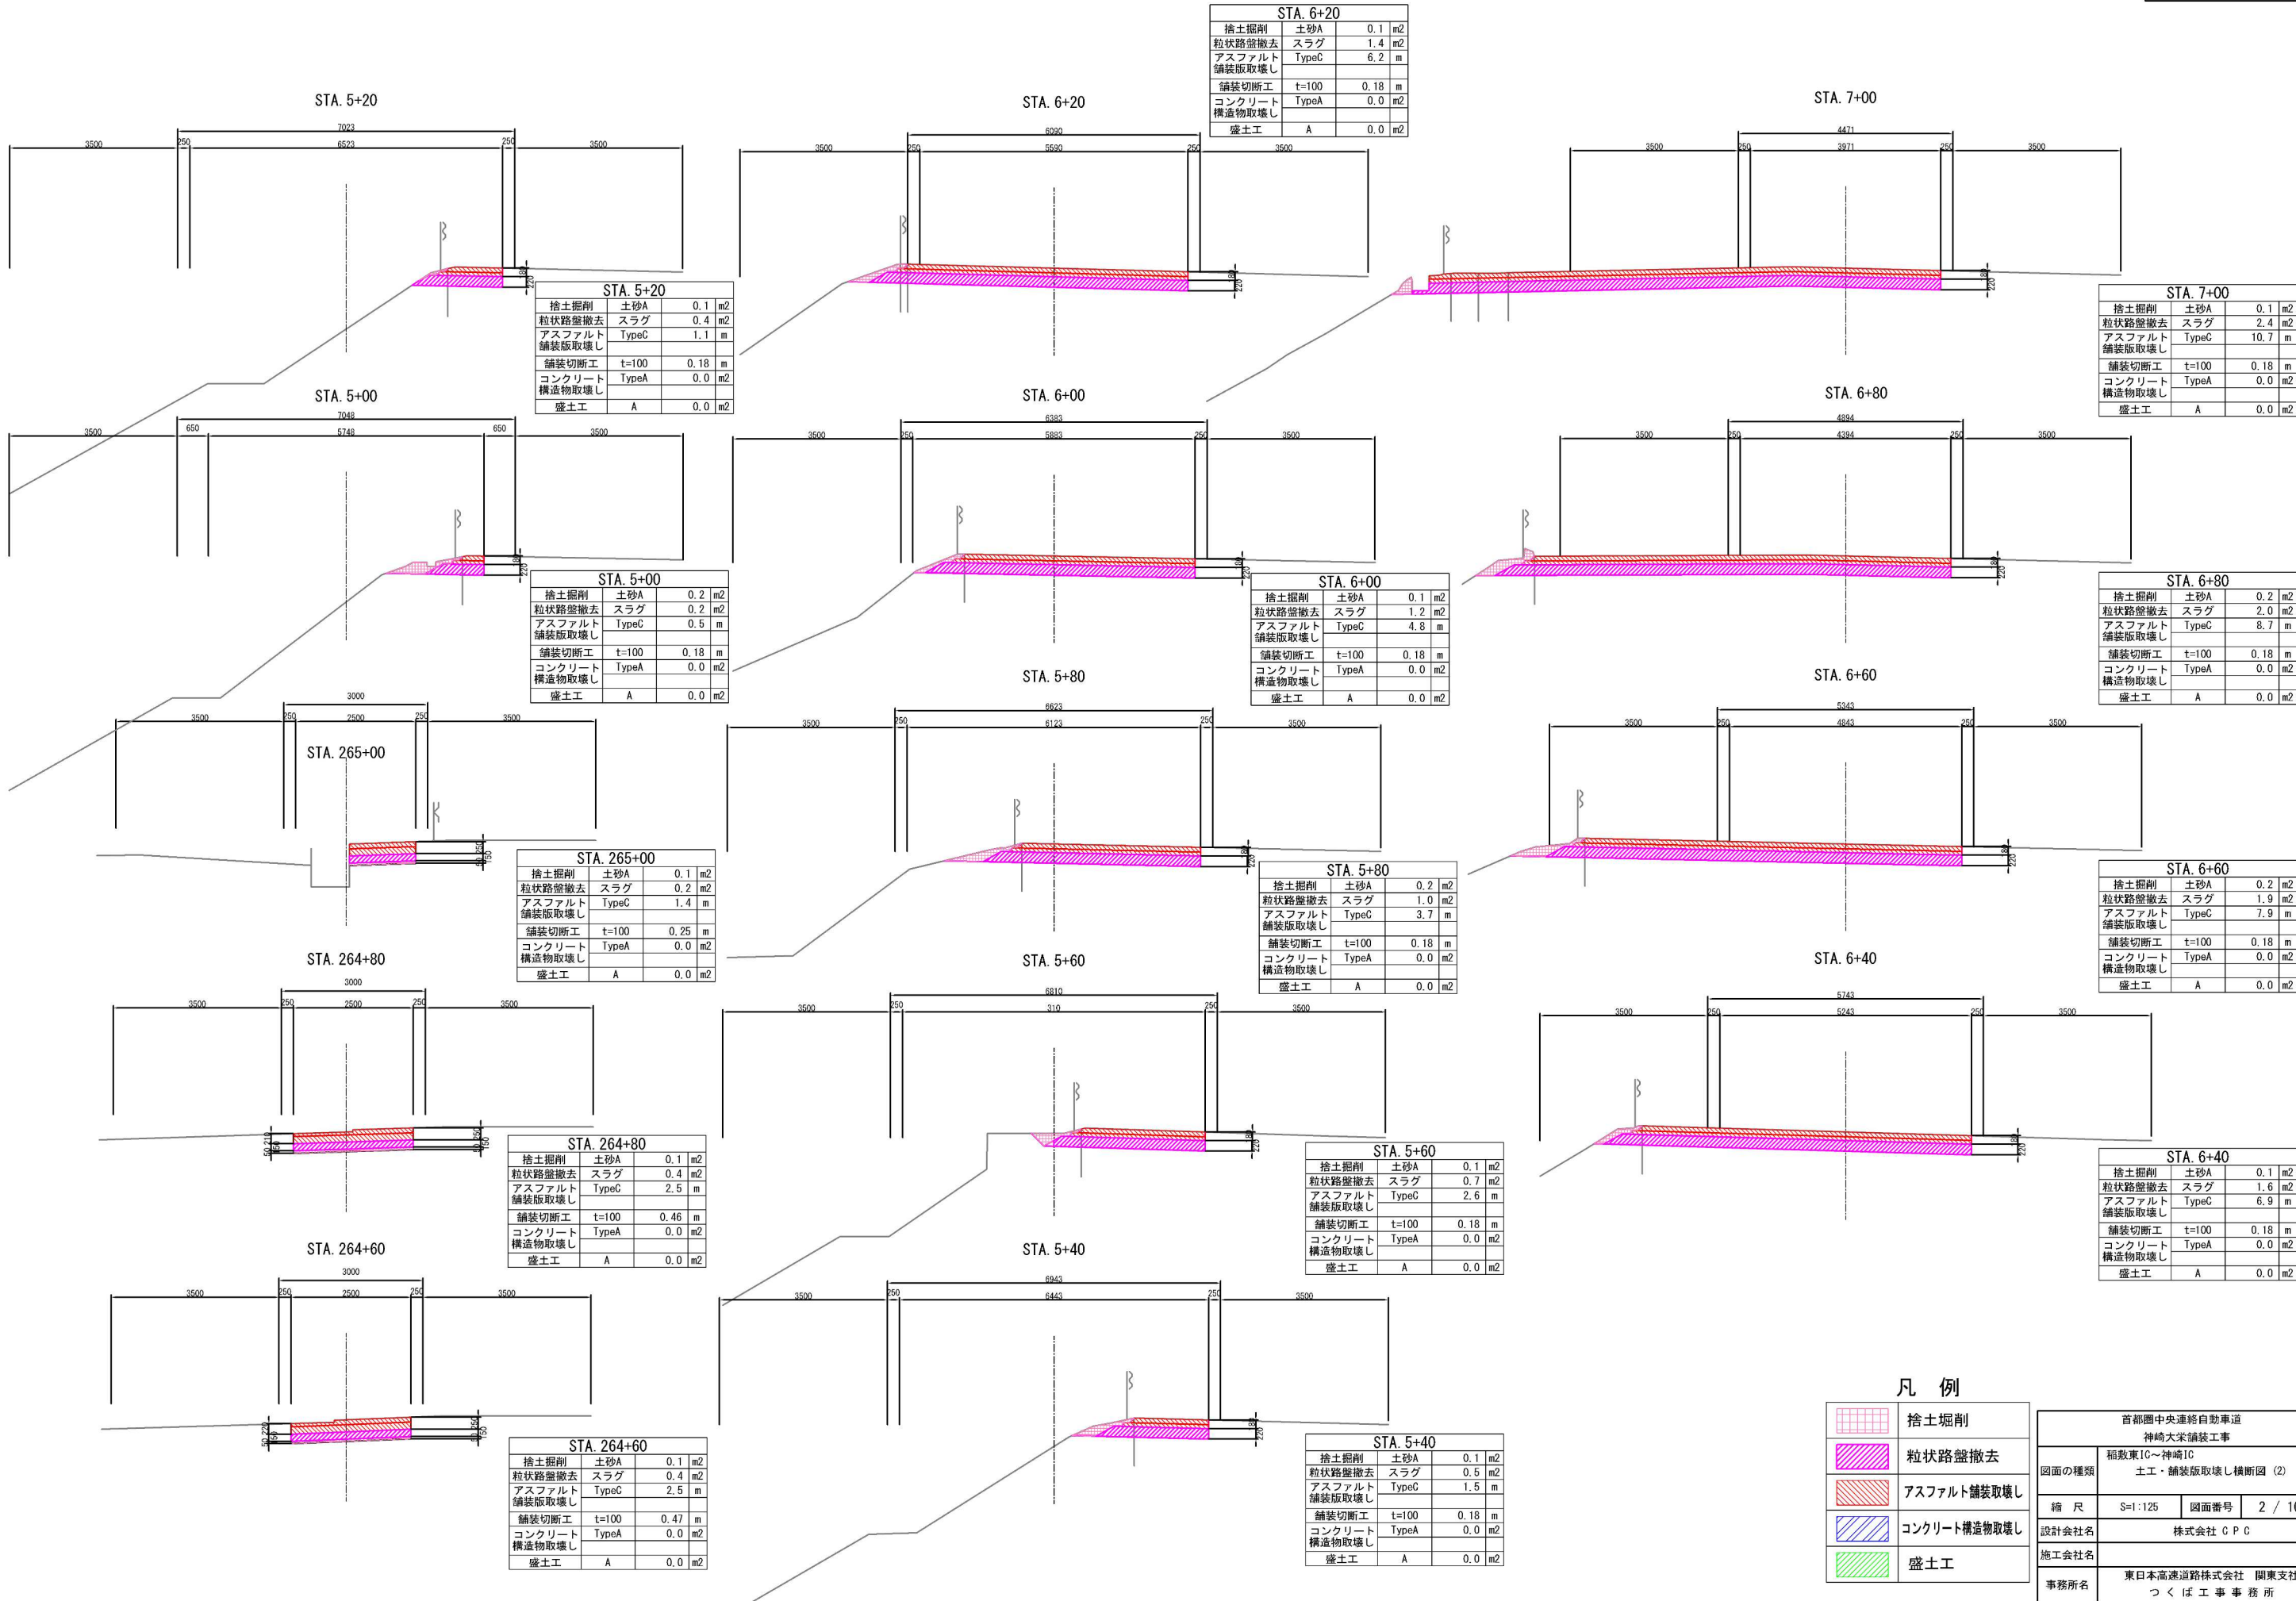 STA. 5+20
7023
3500 250 6523 250 3500
180
220
STA. 5+20
捨土掘削 土砂A 0.1 m2
粒状路盤撤去 スラグ 0.4 m2
アスファルト TypeC 1.1 m
舗装版取壊し
舗装切断工 t=100 0.18 m
コンクリート TypeA 0.0 m2
構造物取壊し
盛土工 A 0.0 m2
STA. 5+00
7048
3500 650 5748 650 3500
180
220
STA. 5+00
捨土掘削 土砂A 0.2 m2
粒状路盤撤去 スラグ 0.2 m2
アスファルト TypeC 0.5 m
舗装版取壊し
舗装切断工 t=100 0.18 m
コンクリート TypeA 0.0 m2
構造物取壊し
盛土工 A 0.0 m2
3000
3500 250 2500 250 3500
STA. 265+00
50 250
150
STA. 265+00
捨土掘削 土砂A 0.1 m2
粒状路盤撤去 スラグ 0.2 m2
アスファルト TypeC 1.4 m
舗装版取壊し
舗装切断工 t=100 0.25 m
コンクリート TypeA 0.0 m2
構造物取壊し
盛土工 A 0.0 m2
STA. 264+80
3000
3500 250 2500 250 3500
50 210
150
50 250
150
STA. 264+80
捨土掘削 土砂A 0.1 m2
粒状路盤撤去 スラグ 0.4 m2
アスファルト TypeC 2.5 m
舗装版取壊し
舗装切断工 t=100 0.46 m
コンクリート TypeA 0.0 m2
構造物取壊し
盛土工 A 0.0 m2
STA. 264+60
3000
3500 250 2500 250 3500
50 220
150
50 250
150
STA. 264+60
捨土掘削 土砂A 0.1 m2
粒状路盤撤去 スラグ 0.4 m2
アスファルト TypeC 2.5 m
舗装版取壊し
舗装切断工 t=100 0.47 m
コンクリート TypeA 0.0 m2
構造物取壊し
盛土工 A 0.0 m2
STA. 6+20
捨土掘削 土砂A 0.1 m2
粒状路盤撤去 スラグ 1.4 m2
アスファルト TypeC 6.2 m
舗装版取壊し
舗装切断工 t=100 0.18 m
コンクリート TypeA 0.0 m2
構造物取壊し
盛土工 A 0.0 m2
STA. 6+20
6090
3500 250 5590 250 3500
180
220
STA. 6+00
6383
3500 250 5883 250 3500
180
220
STA. 6+00
捨土掘削 土砂A 0.1 m2
粒状路盤撤去 スラグ 1.2 m2
アスファルト TypeC 4.8 m
舗装版取壊し
舗装切断工 t=100 0.18 m
コンクリート TypeA 0.0 m2
構造物取壊し
盛土工 A 0.0 m2
STA. 5+80
6623
3500 250 6123 250 3500
180
220
STA. 5+80
捨土掘削 土砂A 0.2 m2
粒状路盤撤去 スラグ 1.0 m2
アスファルト TypeC 3.7 m
舗装版取壊し
舗装切断工 t=100 0.18 m
コンクリート TypeA 0.0 m2
構造物取壊し
盛土工 A 0.0 m2
STA. 5+60
6810
3500 250 310 250 3500
180
220
STA. 5+60
捨土掘削 土砂A 0.1 m2
粒状路盤撤去 スラグ 0.7 m2
アスファルト TypeC 2.6 m
舗装版取壊し
舗装切断工 t=100 0.18 m
コンクリート TypeA 0.0 m2
構造物取壊し
盛土工 A 0.0 m2
STA. 5+40
6943
3500 250 6443 250 3500
180
220
STA. 5+40
捨土掘削 土砂A 0.1 m2
粒状路盤撤去 スラグ 0.5 m2
アスファルト TypeC 1.5 m
舗装版取壊し
舗装切断工 t=100 0.18 m
コンクリート TypeA 0.0 m2
構造物取壊し
盛土工 A 0.0 m2
STA. 7+00
4471
3500 250 3971 250 3500
180
220
STA. 7+00
捨土掘削 土砂A 0.1 m2
粒状路盤撤去 スラグ 2.4 m2
アスファルト TypeC 10.7 m
舗装版取壊し
舗装切断工 t=100 0.18 m
コンクリート TypeA 0.0 m2
構造物取壊し
盛土工 A 0.0 m2
STA. 6+80
4894
3500 250 4394 250 3500
180
220
STA. 6+80
捨土掘削 土砂A 0.2 m2
粒状路盤撤去 スラグ 2.0 m2
アスファルト TypeC 8.7 m
舗装版取壊し
舗装切断工 t=100 0.18 m
コンクリート TypeA 0.0 m2
構造物取壊し
盛土工 A 0.0 m2
STA. 6+60
5343
3500 250 4843 250 3500
180
220
STA. 6+60
捨土掘削 土砂A 0.2 m2
粒状路盤撤去 スラグ 1.9 m2
アスファルト TypeC 7.9 m
舗装版取壊し
舗装切断工 t=100 0.18 m
コンクリート TypeA 0.0 m2
構造物取壊し
盛土工 A 0.0 m2
STA. 6+40
5743
3500 250 5243 250 3500
180
220
STA. 6+40
捨土掘削 土砂A 0.1 m2
粒状路盤撤去 スラグ 1.6 m2
アスファルト TypeC 6.9 m
舗装版取壊し
舗装切断工 t=100 0.18 m
コンクリート TypeA 0.0 m2
構造物取壊し
盛土工 A 0.0 m2
凡 例
捨土堀削
粒状路盤撤去
アスファルト舗装取壊し
コンクリート構造物取壊し
盛土工
首都圏中央連絡自動車道
神崎大栄舗装工事
図面の種類 稲敷東IC～神崎IC
土工・舗装版取壊し横断図 (2)
縮 尺 S=1:125 図面番号 2 / 16
設計会社名 株式会社 CPC
施工会社名
事務所名 東日本高速道路株式会社 関東支社
つくば工事事務所